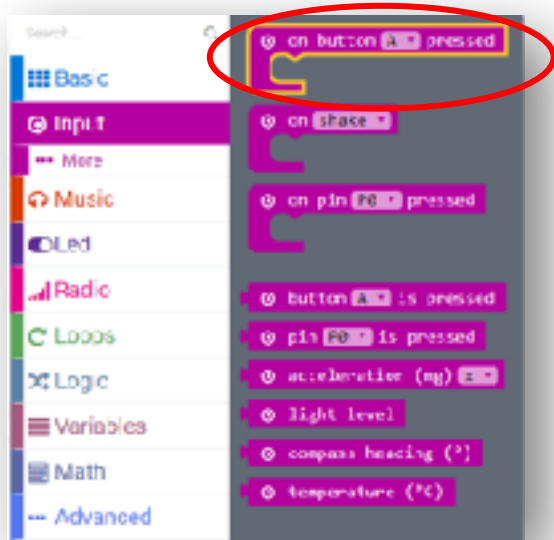 Search...
Basic
Input
More
Music
Led
Radio
Loops
Logic
Variables
Math
Advanced
on button A pressed
on shake
on pin P0 pressed
button A is pressed
pin P0 is pressed
acceleration (mg) x
light level
compass heading (°)
temperature (°C)